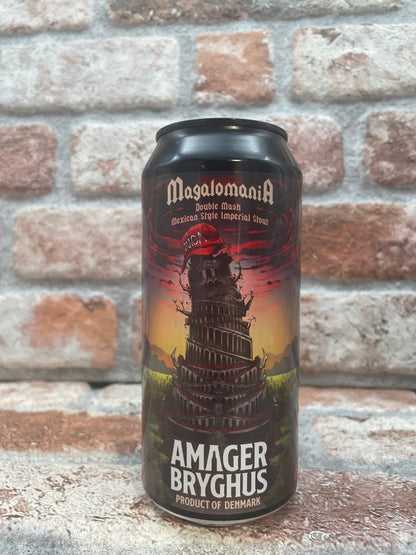 MagalomaniA
Double Mash
Mexican Style Imperial Stout
AMAGER
BRYGHUS
PRODUCT OF DENMARK